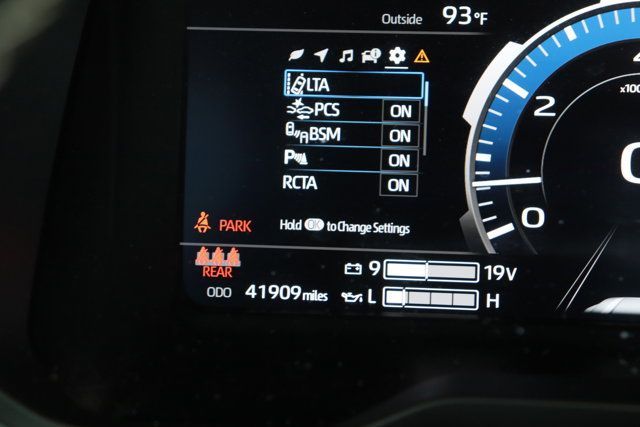 Outside 93°F
LTA
PCS ON
BSM ON
P ON
RCTA ON
Hold OK to Change Settings
PARK
REAR
9 19V
ODO 41909 miles
L H
2
0
x100